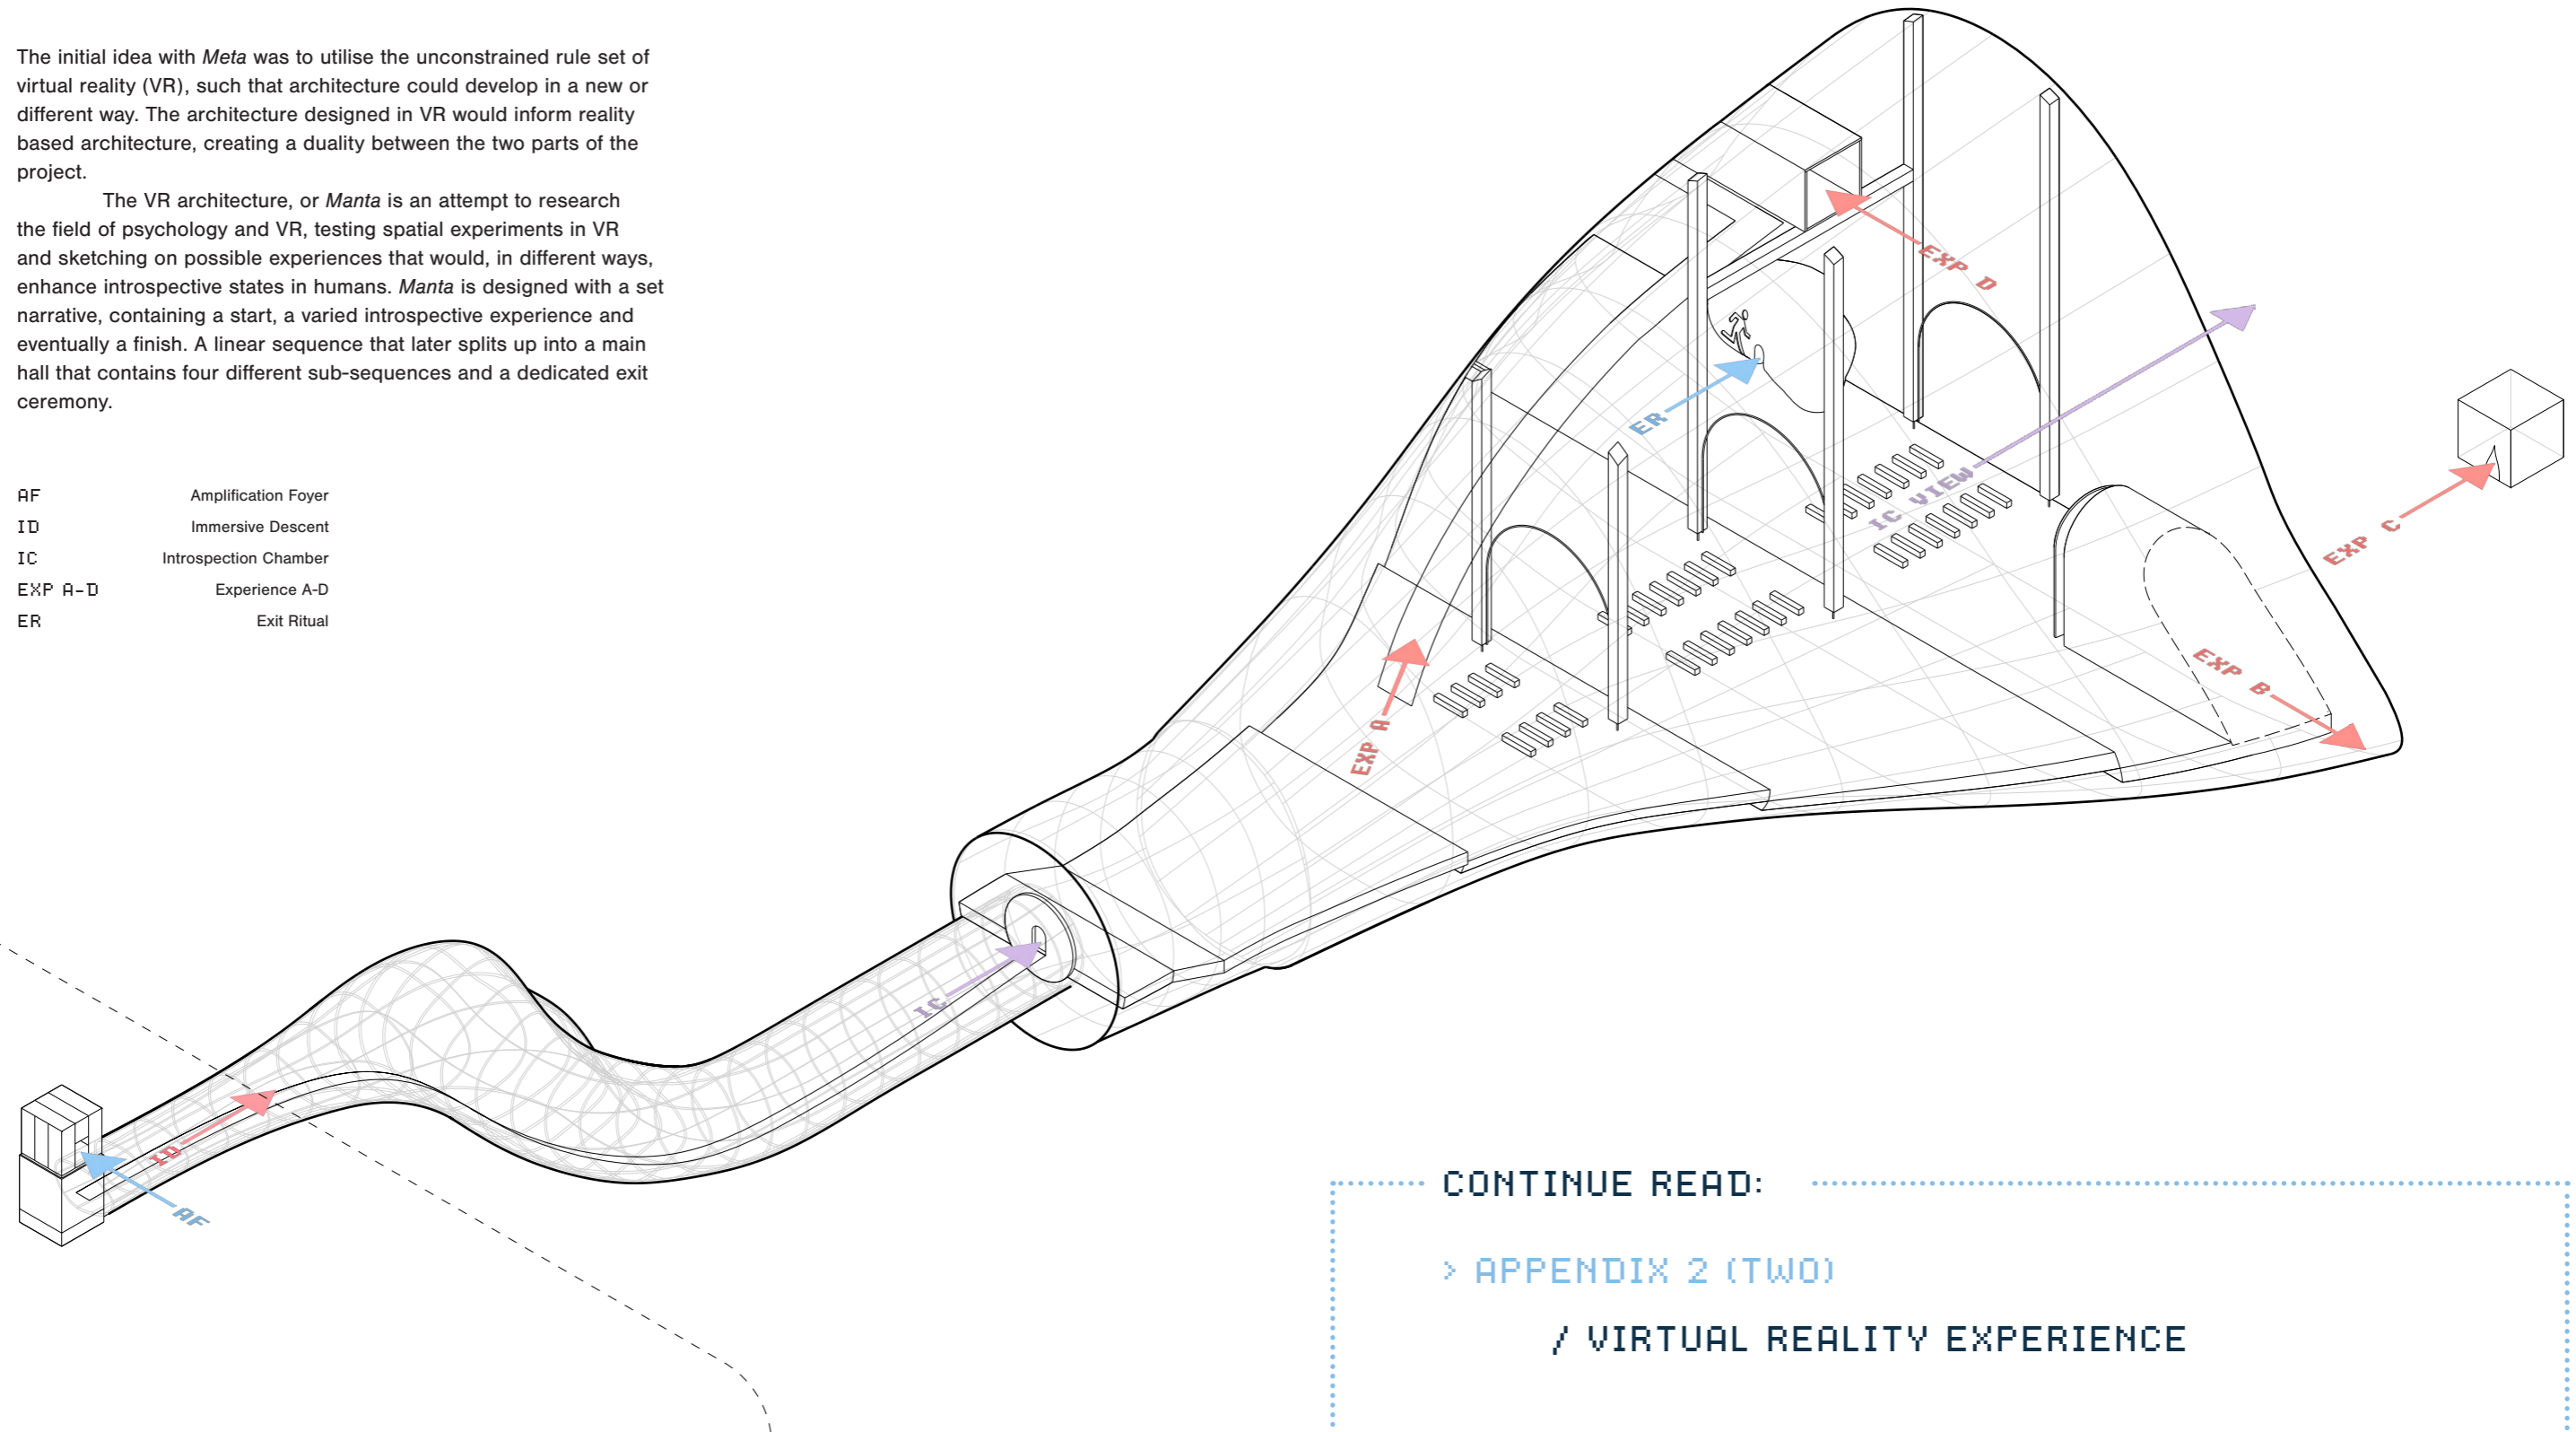 The initial idea with Meta was to utilise the unconstrained rule set of
virtual reality (VR), such that architecture could develop in a new or
different way. The architecture designed in VR would inform reality
based architecture, creating a duality between the two parts of the
project.
The VR architecture, or Manta is an attempt to research
the field of psychology and VR, testing spatial experiments in VR
and sketching on possible experiences that would, in different ways,
enhance introspective states in humans. Manta is designed with a set
narrative, containing a start, a varied introspective experience and
eventually a finish. A linear sequence that later splits up into a main
hall that contains four different sub-sequences and a dedicated exit
ceremony.
AF Amplification Foyer
ID Immersive Descent
IC Introspection Chamber
EXP A-D Experience A-D
ER Exit Ritual
EXP D
ER
IC VIEW
EXP C
EXP B
EXP A
IC
ID
AF
CONTINUE READ:
> APPENDIX 2 (TWO)
/ VIRTUAL REALITY EXPERIENCE